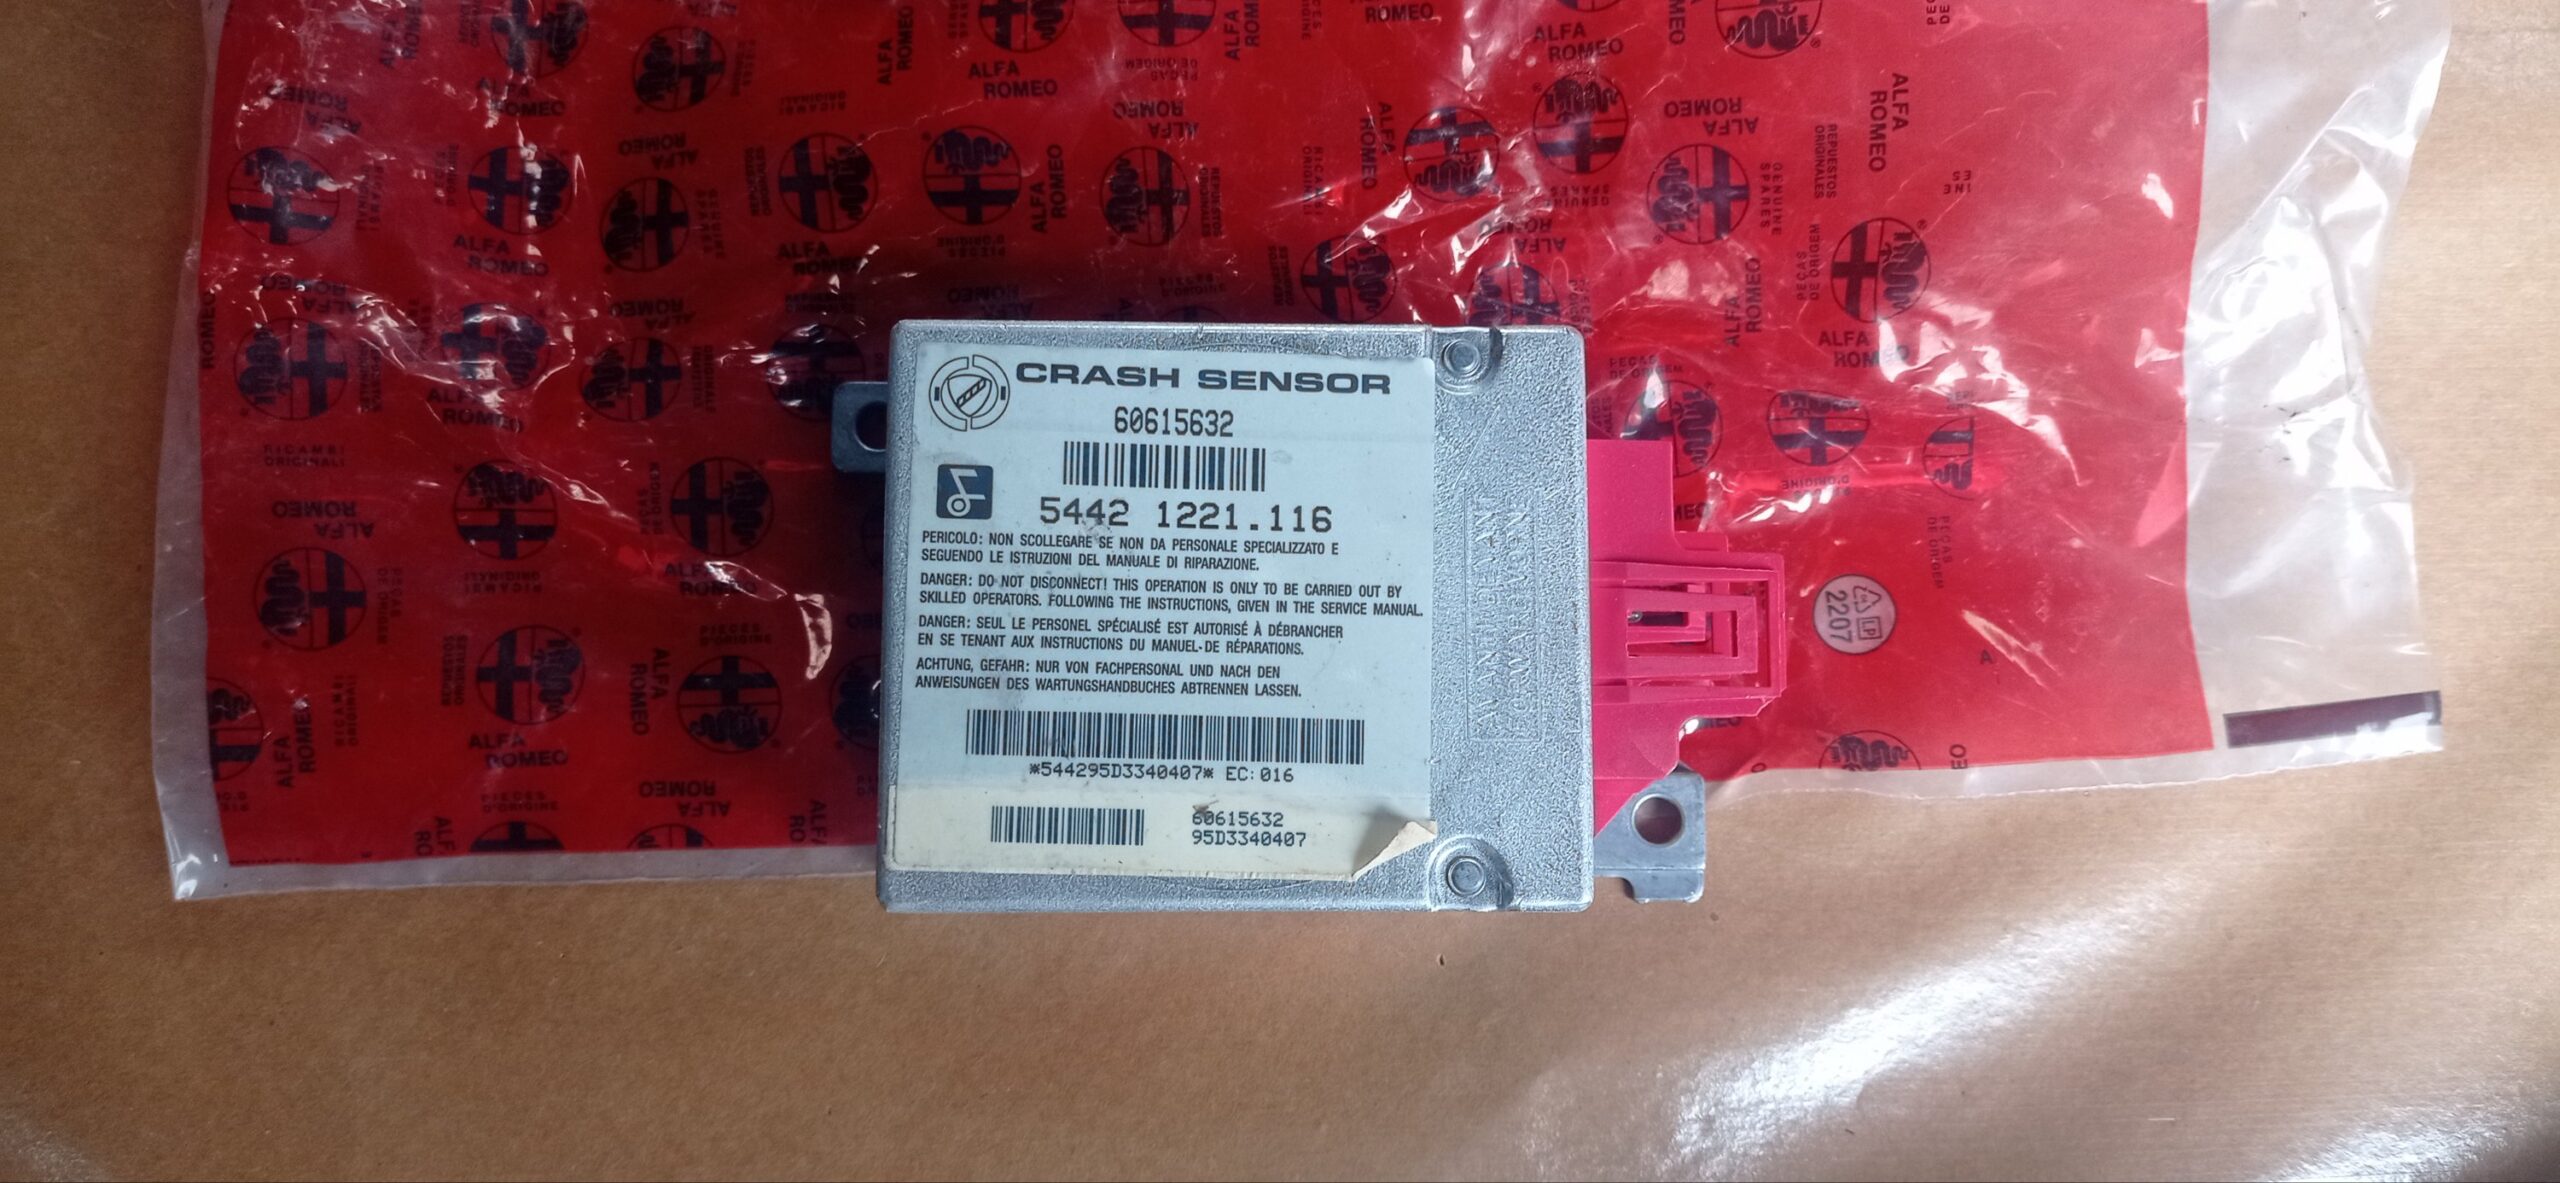 ALFA
ROMEO
RICAMBI
ORIGINALI
GENUINE
SPARES
REPUESTOS
ORIGINALES
PEÇAS
DE ORIGEM
PIECES
D'ORIGINE
CRASH SENSOR
60615632
5442 1221.116
PERICOLO: NON SCOLLEGARE SE NON DA PERSONALE SPECIALIZZATO E
SEGUENDO LE ISTRUZIONI DEL MANUALE DI RIPARAZIONE.
DANGER: DO NOT DISCONNECT! THIS OPERATION IS ONLY TO BE CARRIED OUT BY
SKILLED OPERATORS. FOLLOWING THE INSTRUCTIONS, GIVEN IN THE SERVICE MANUAL.
DANGER: SEUL LE PERSONEL SPÉCIALISÉ EST AUTORISÉ À DÉBRANCHER
EN SE TENANT AUX INSTRUCTIONS DU MANUEL-DE RÉPARATIONS.
ACHTUNG, GEFAHR: NUR VON FACHPERSONAL UND NACH DEN
ANWEISUNGEN DES WARTUNGSHANDBUCHES ABTRENNEN LASSEN.
*544295D3340407* EC:016
60615632
95D3340407
2207